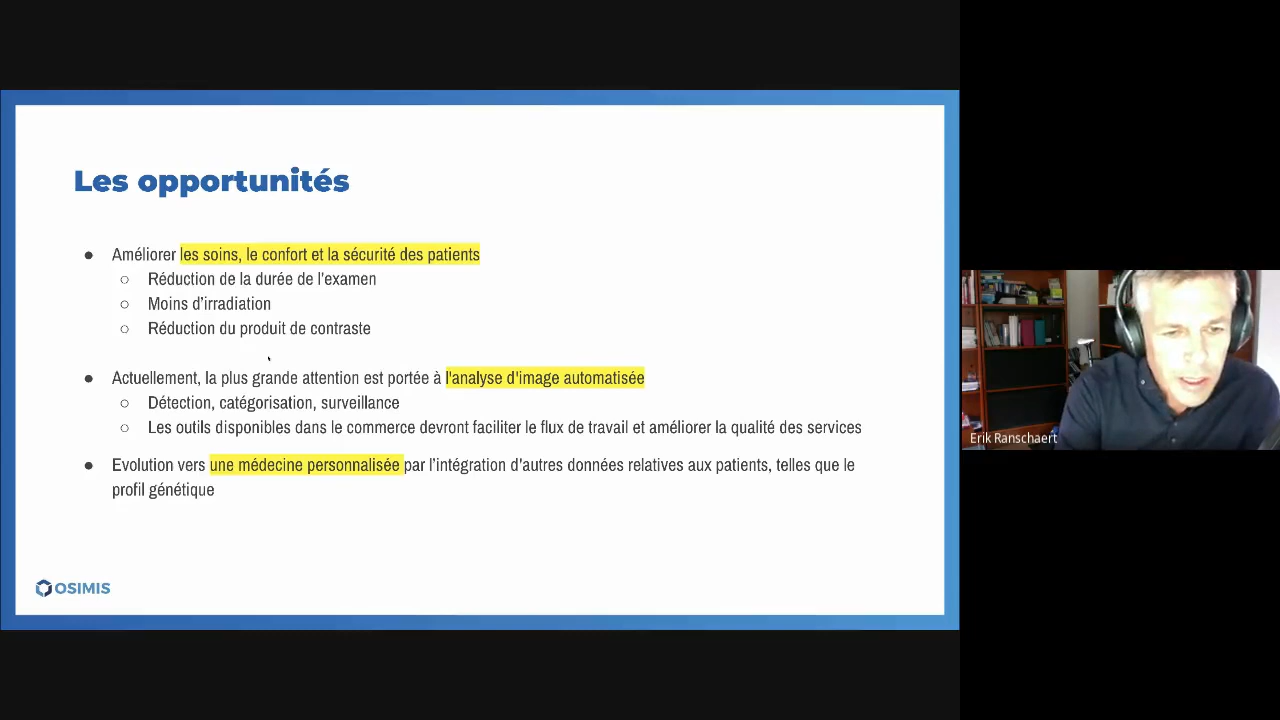 Les opportunités
● Améliorer les soins, le confort et la sécurité des patients
○ Réduction de la durée de l'examen
○ Moins d'irradiation
○ Réduction du produit de contraste
● Actuellement, la plus grande attention est portée à l'analyse d'image automatisée
○ Détection, catégorisation, surveillance
○ Les outils disponibles dans le commerce devront faciliter le flux de travail et améliorer la qualité des services
● Evolution vers une médecine personnalisée par l'intégration d'autres données relatives aux patients, telles que le
profil génétique
OSIMIS
Erik Ranschaert